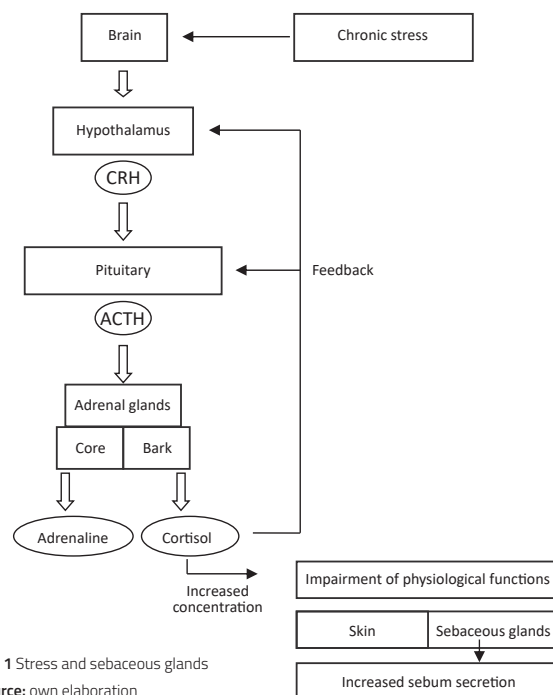 Brain
Chronic stress
Hypothalamus
CRH
Pituitary
Feedback
ACTH
Adrenal glands
Core
Bark
Adrenaline
Cortisol
Increased
concentration
Impairment of physiological functions
Skin
Sebaceous glands
Increased sebum secretion
1 Stress and sebaceous glands
own elaboration